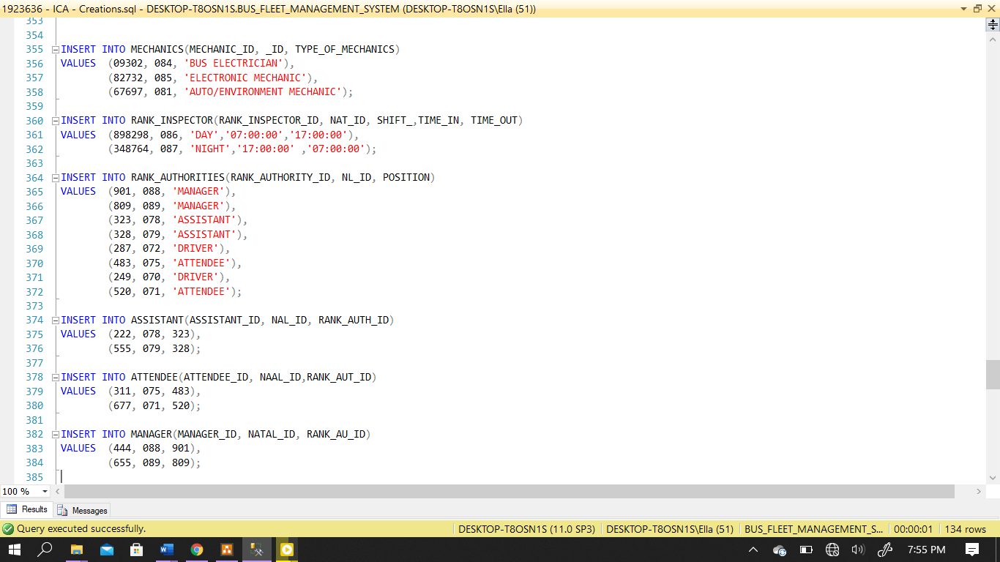 1923636 - ICA - Creations.sql - DESKTOP-T8OSN1S.BUS_FLEET_MANAGEMENT_SYSTEM (DESKTOP-T8OSN1S\Ella (51))
353
354
355 INSERT INTO MECHANICS(MECHANIC_ID, _ID, TYPE_OF_MECHANICS)
356 VALUES (09302, 084, 'BUS ELECTRICIAN'),
357 (82732, 085, 'ELECTRONIC MECHANIC'),
358 (67697, 081, 'AUTO/ENVIRONMENT MECHANIC');
359
360 INSERT INTO RANK_INSPECTOR(RANK_INSPECTOR_ID, NAT_ID, SHIFT_,TIME_IN, TIME_OUT)
361 VALUES (898298, 086, 'DAY','07:00:00','17:00:00'),
362 (348764, 087, 'NIGHT','17:00:00' ,'07:00:00');
363
364 INSERT INTO RANK_AUTHORITIES(RANK_AUTHORITY_ID, NL_ID, POSITION)
365 VALUES (901, 088, 'MANAGER'),
366 (809, 089, 'MANAGER'),
367 (323, 078, 'ASSISTANT'),
368 (328, 079, 'ASSISTANT'),
369 (287, 072, 'DRIVER'),
370 (483, 075, 'ATTENDEE'),
371 (249, 070, 'DRIVER'),
372 (520, 071, 'ATTENDEE');
373
374 INSERT INTO ASSISTANT(ASSISTANT_ID, NAL_ID, RANK_AUTH_ID)
375 VALUES (222, 078, 323),
376 (555, 079, 328);
377
378 INSERT INTO ATTENDEE(ATTENDEE_ID, NAAL_ID,RANK_AUT_ID)
379 VALUES (311, 075, 483),
380 (677, 071, 520);
381
382 INSERT INTO MANAGER(MANAGER_ID, NATAL_ID, RANK_AU_ID)
383 VALUES (444, 088, 901),
384 (655, 089, 809);
385
100 %
Results Messages
Query executed successfully. DESKTOP-T8OSN1S (11.0 SP3) DESKTOP-T8OSN1S\Ella (51) BUS_FLEET_MANAGEMENT_S... 00:00:01 134 rows
7:55 PM